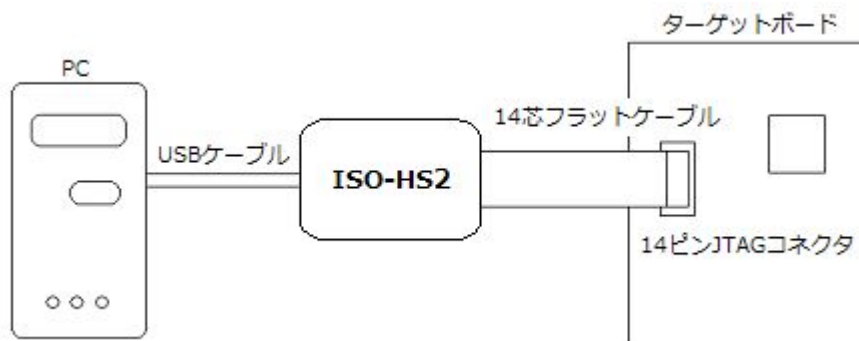 ターゲットボード
PC
14芯フラットケーブル
USBケーブル
ISO-HS2
14ピンJTAGコネクタ